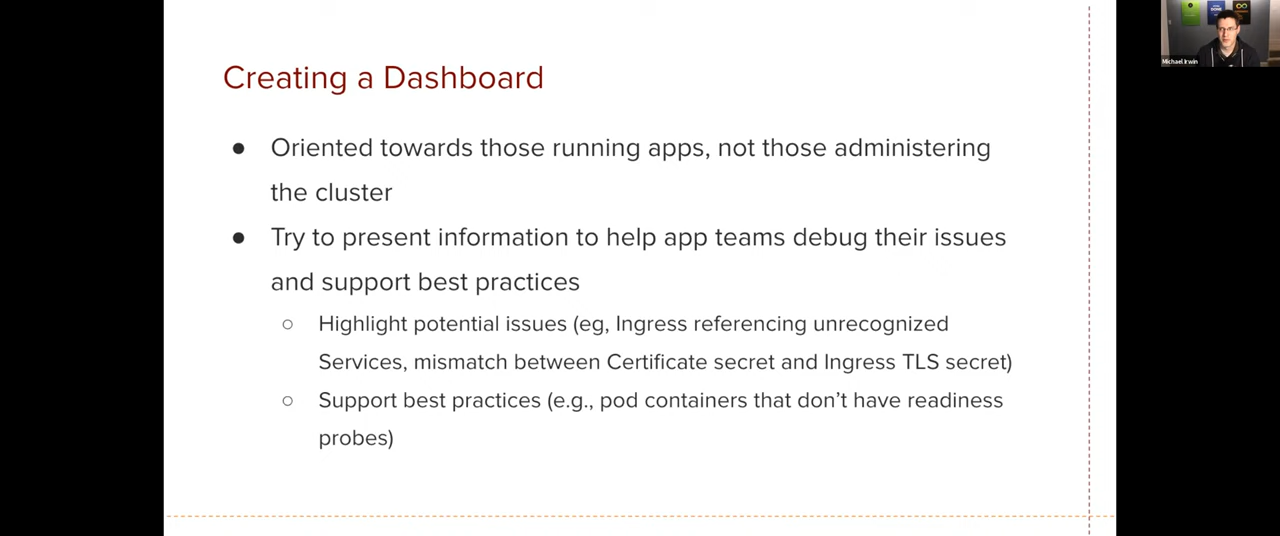 Creating a Dashboard
● Oriented towards those running apps, not those administering
the cluster
● Try to present information to help app teams debug their issues
and support best practices
○ Highlight potential issues (eg, Ingress referencing unrecognized
Services, mismatch between Certificate secret and Ingress TLS secret)
○ Support best practices (e.g., pod containers that don’t have readiness
probes)
Michael Irwin